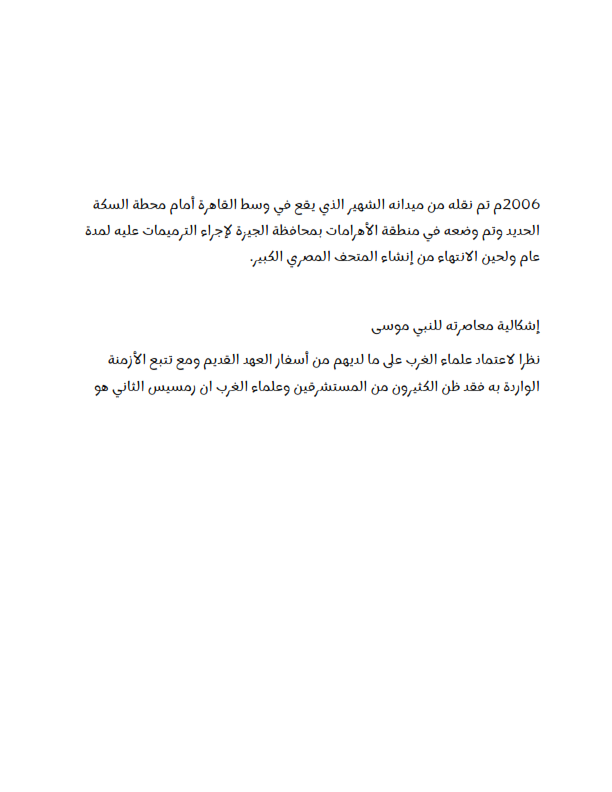 2006م تم نقله من ميدانه الشهير الذي يقع في وسط القاهرة أمام محطة السكة
الحديد وتم وضعه في منطقة الأهرامات بمحافظة الجيزة لإجراء الترميمات عليه لمدة
عام ولحين الانتهاء من إنشاء المتحف المصري الكبير.
إشكالية معاصرته للنبي موسى
نظرا لاعتماد علماء الغرب على ما لديهم من أسفار العهد القديم ومع تتبع الأزمنة
الواردة به فقد ظن الكثيرون من المستشرقين وعلماء الغرب ان رمسيس الثاني هو